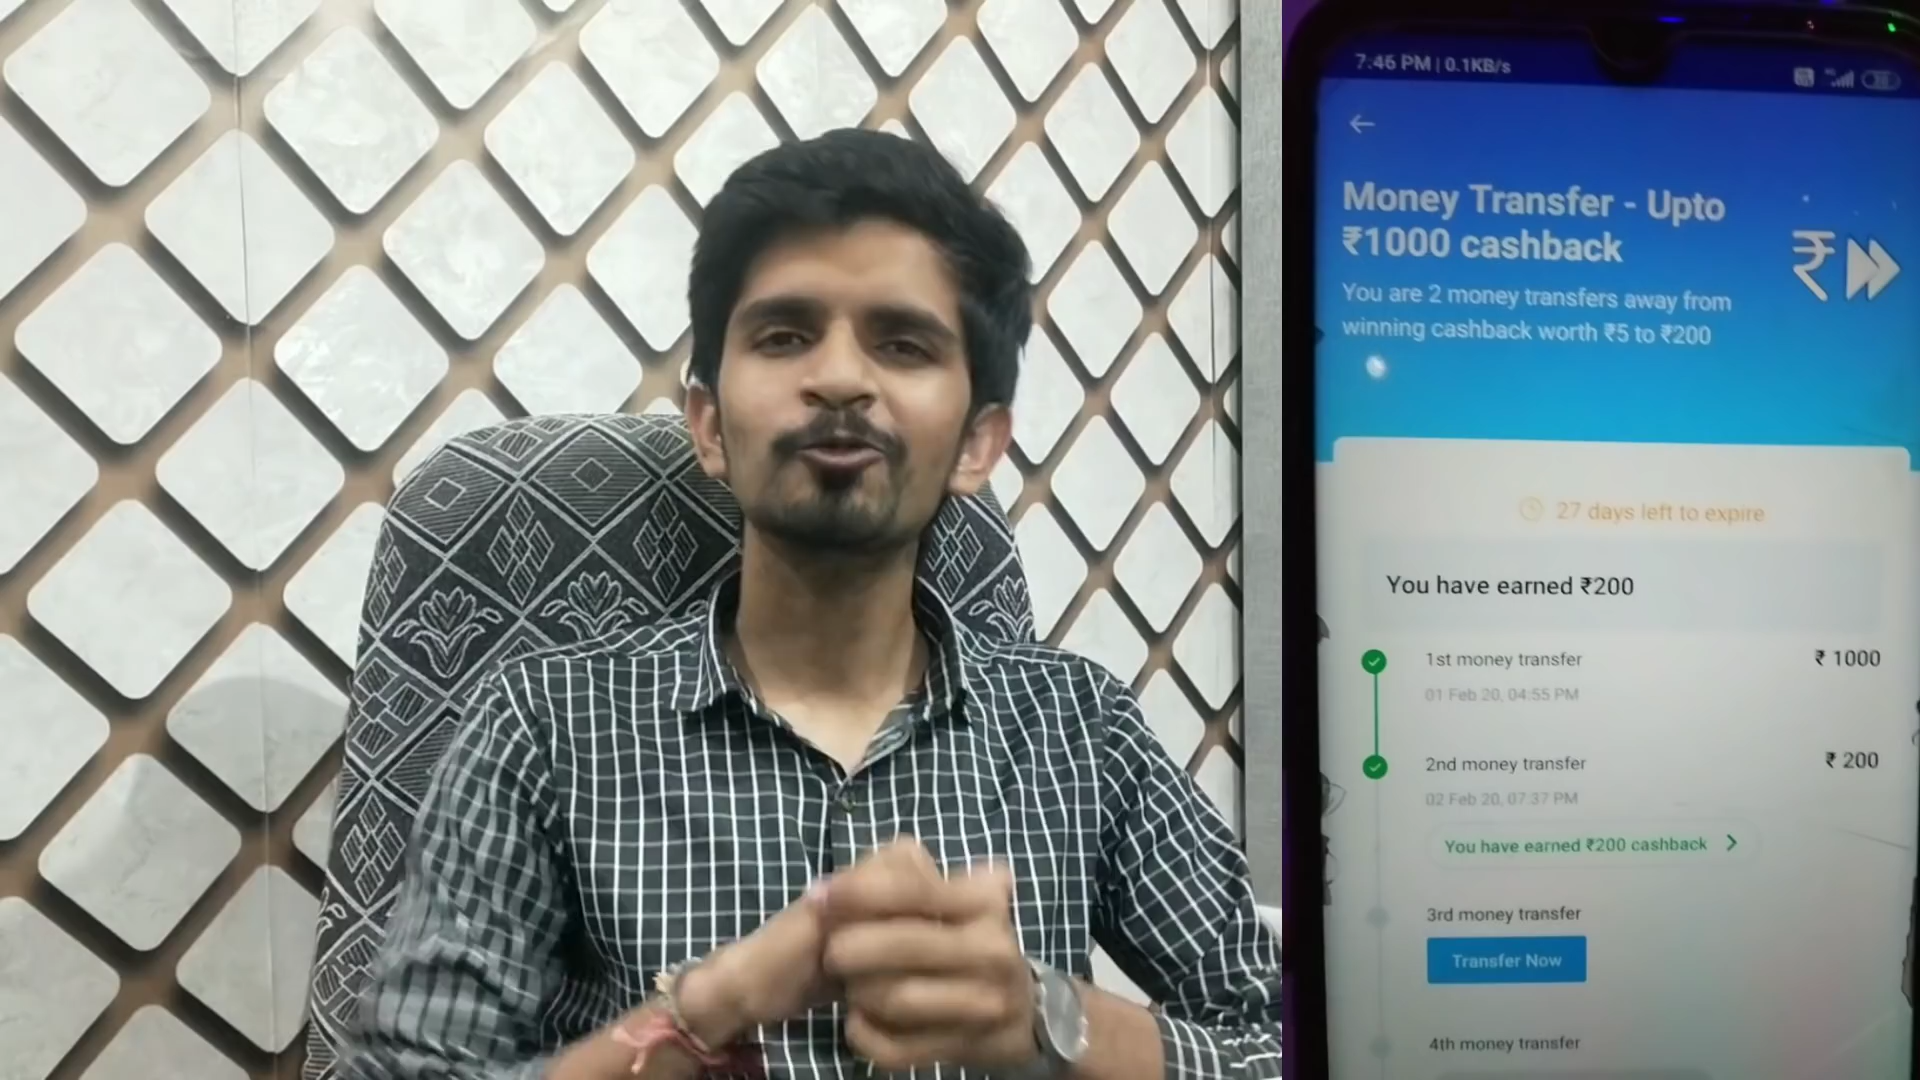 7:46 PM | 0.1KB/s
Money Transfer - Upto
₹1000 cashback
You are 2 money transfers away from
winning cashback worth ₹5 to ₹200
27 days left to expire
You have earned ₹200
1st money transfer ₹ 1000
01 Feb 20, 04:55 PM
2nd money transfer ₹ 200
02 Feb 20, 07:37 PM
You have earned ₹200 cashback
3rd money transfer
Transfer Now
4th money transfer